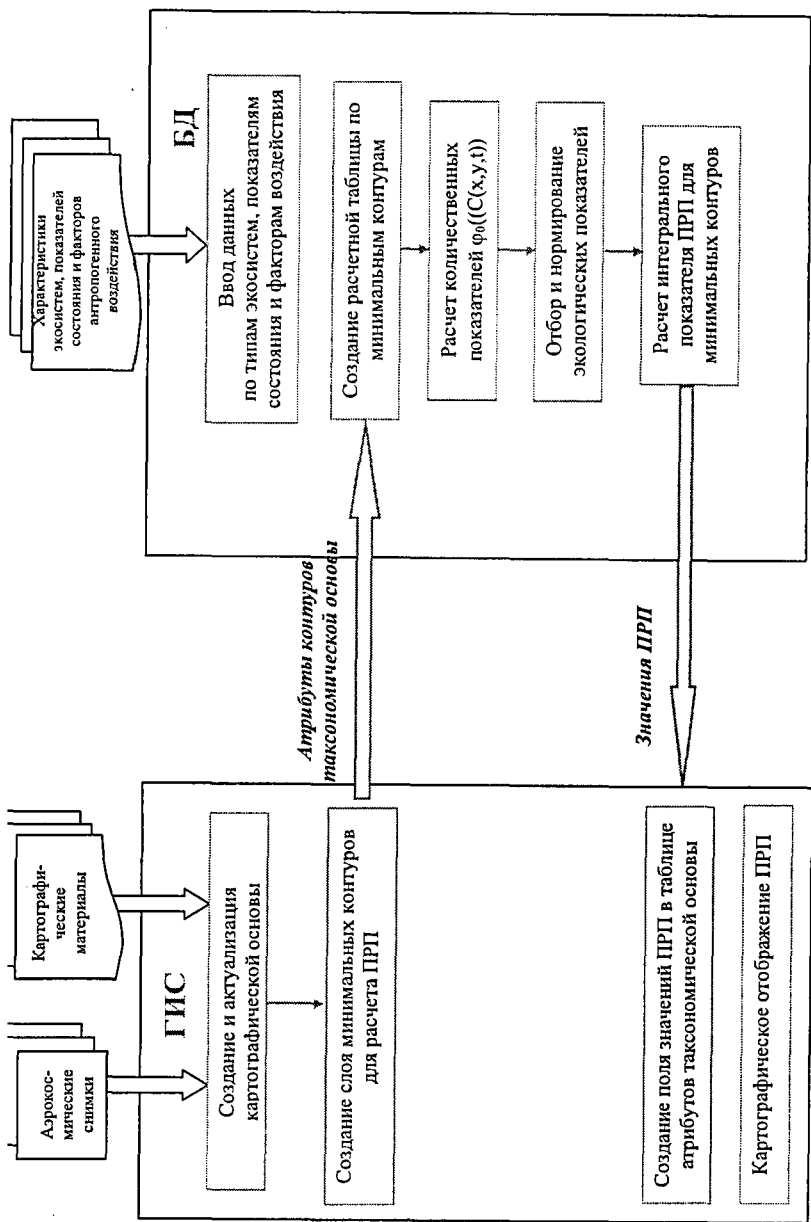 Аэрокос-
мические
снимки
Картографи-
ческие
материалы
ГИС
Создание и актуализация
картографической основы
Создание слоя минимальных контуров
для расчета ПРП
Создание поля значений ПРП в таблице
атрибутов таксономической основы
Картографическое отображение ПРП
Атрибуты контуров
таксономической основы
Значения ПРП
Характеристики
экосистем, показателей
состояния и факторов
антропогенного
воздействия
БД
Ввод данных
по типам экосистем, показателям
состояния и факторам воздействия
Создание расчетной таблицы по
минимальным контурам
Расчет количественных
показателей φ₀((C(x,y,t))
Отбор и нормирование
экологических показателей
Расчет интегрального
показателя ПРП для
минимальных контуров